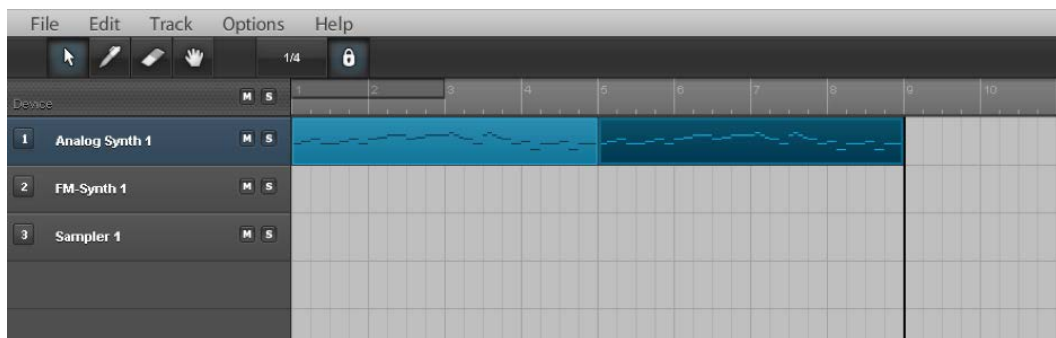 File Edit Track Options Help
1/4
Device M S 1 2 3 4 5 6 7 8 9 10
1 Analog Synth 1 M S
2 FM-Synth 1 M S
3 Sampler 1 M S